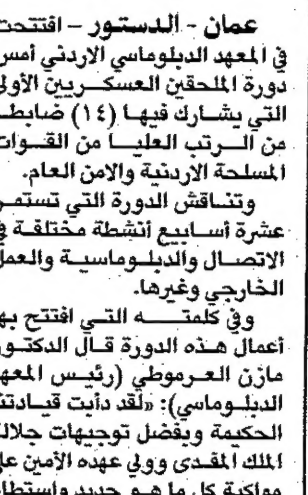 عمان - الدستور - افتتحت
في المعهد الدبلوماسي الاردني أمس
دورة الملحقين العسكريين الأولى
التي يشارك فيها (١٤) ضابطا
من الرتب العليا من القوات
المسلحة الاردنية والامن العام.
وتناقش الدورة التي تستمر
عشرة أسابيع أنشطة مختلفة في
الاتصال والدبلوماسية والعمل
الخارجي وغيرها.
وفي كلمته التي افتتح بها
أعمال هذه الدورة قال الدكتور
مازن العرموطي (رئيس المعهد
الدبلوماسي): «لقد دأبت قيادتنا
الحكيمة وبفضل توجيهات جلالة
الملك المفدى وولي عهده الأمين على
مواكبة كل ما هو جديد